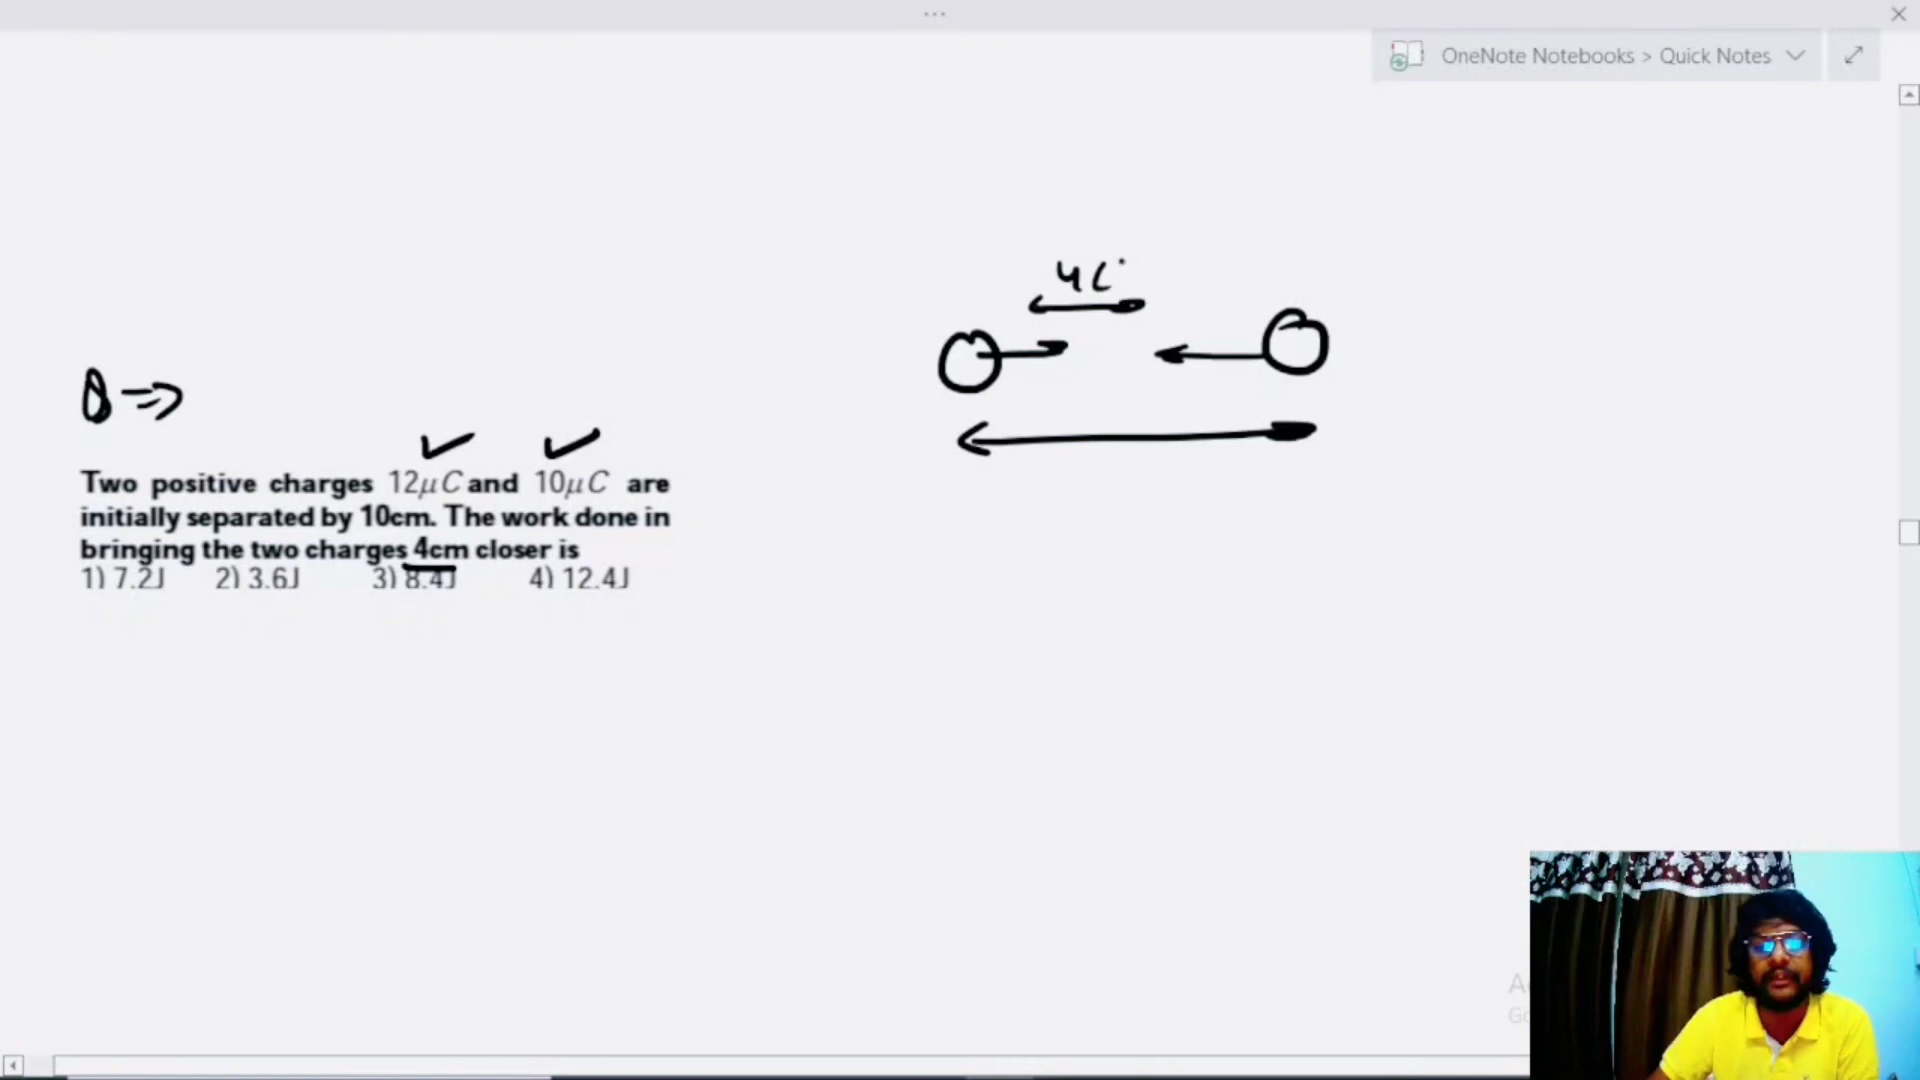 OneNote Notebooks > Quick Notes
4C
Q ⇒
Two positive charges 12μC and 10μC are
initially separated by 10cm. The work done in
bringing the two charges 4cm closer is
1) 7.2J 2) 3.6J 3) 8.4J 4) 12.4J